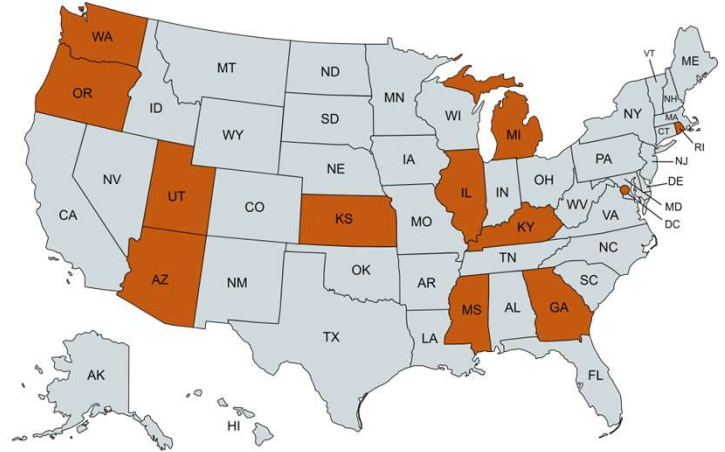 WA
OR
CA
NV
ID
MT
WY
UT
AZ
CO
NM
ND
SD
NE
KS
OK
TX
MN
IA
MO
AR
LA
WI
IL
MI
IN
OH
KY
TN
MS
AL
GA
FL
SC
NC
VA
WV
PA
NY
VT
NH
ME
MA
CT
RI
NJ
DE
MD
DC
AK
HI